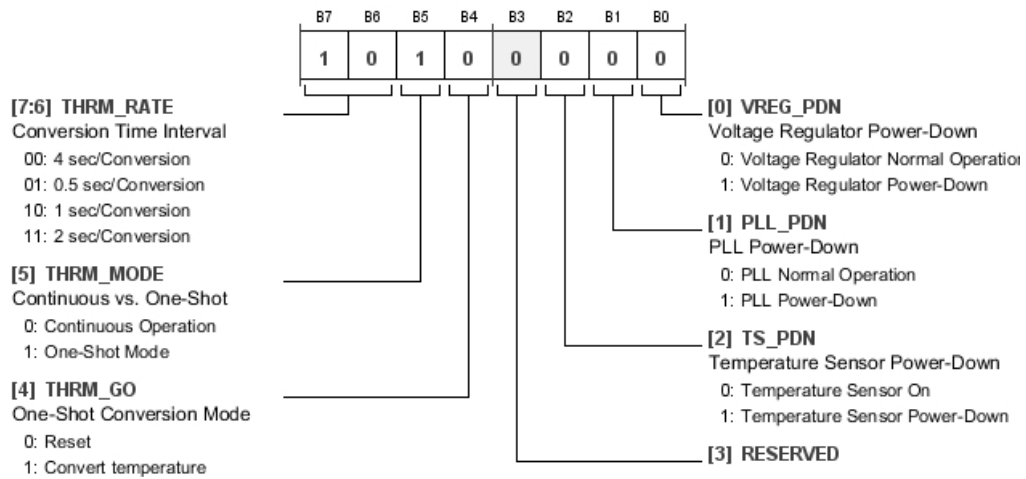 B7 B6 B5 B4 B3 B2 B1 B0
1 0 1 0 0 0 0 0
[7:6] THRM_RATE
Conversion Time Interval
00: 4 sec/Conversion
01: 0.5 sec/Conversion
10: 1 sec/Conversion
11: 2 sec/Conversion
[5] THRM_MODE
Continuous vs. One-Shot
0: Continuous Operation
1: One-Shot Mode
[4] THRM_GO
One-Shot Conversion Mode
0: Reset
1: Convert temperature
[0] VREG_PDN
Voltage Regulator Power-Down
0: Voltage Regulator Normal Operation
1: Voltage Regulator Power-Down
[1] PLL_PDN
PLL Power-Down
0: PLL Normal Operation
1: PLL Power-Down
[2] TS_PDN
Temperature Sensor Power-Down
0: Temperature Sensor On
1: Temperature Sensor Power-Down
[3] RESERVED